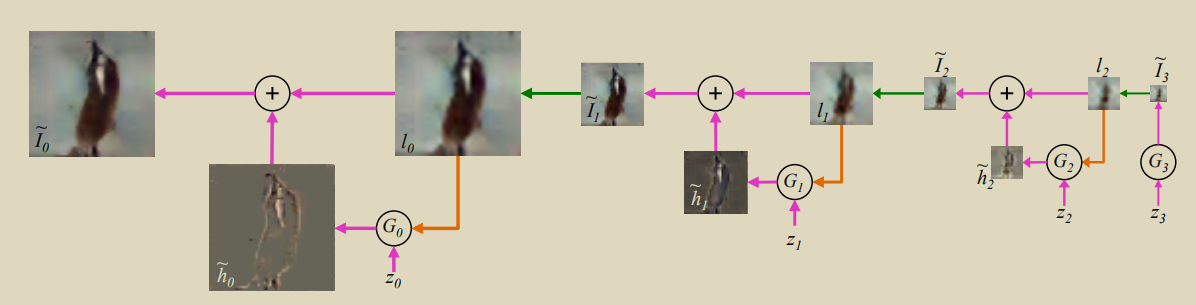 Ĩ₀
+
l₀
h̃₀
G₀
z₀
Ĩ₁
+
l₁
h̃₁
G₁
z₁
Ĩ₂
+
l₂
Ĩ₃
h̃₂
G₂
G₃
z₂
z₃